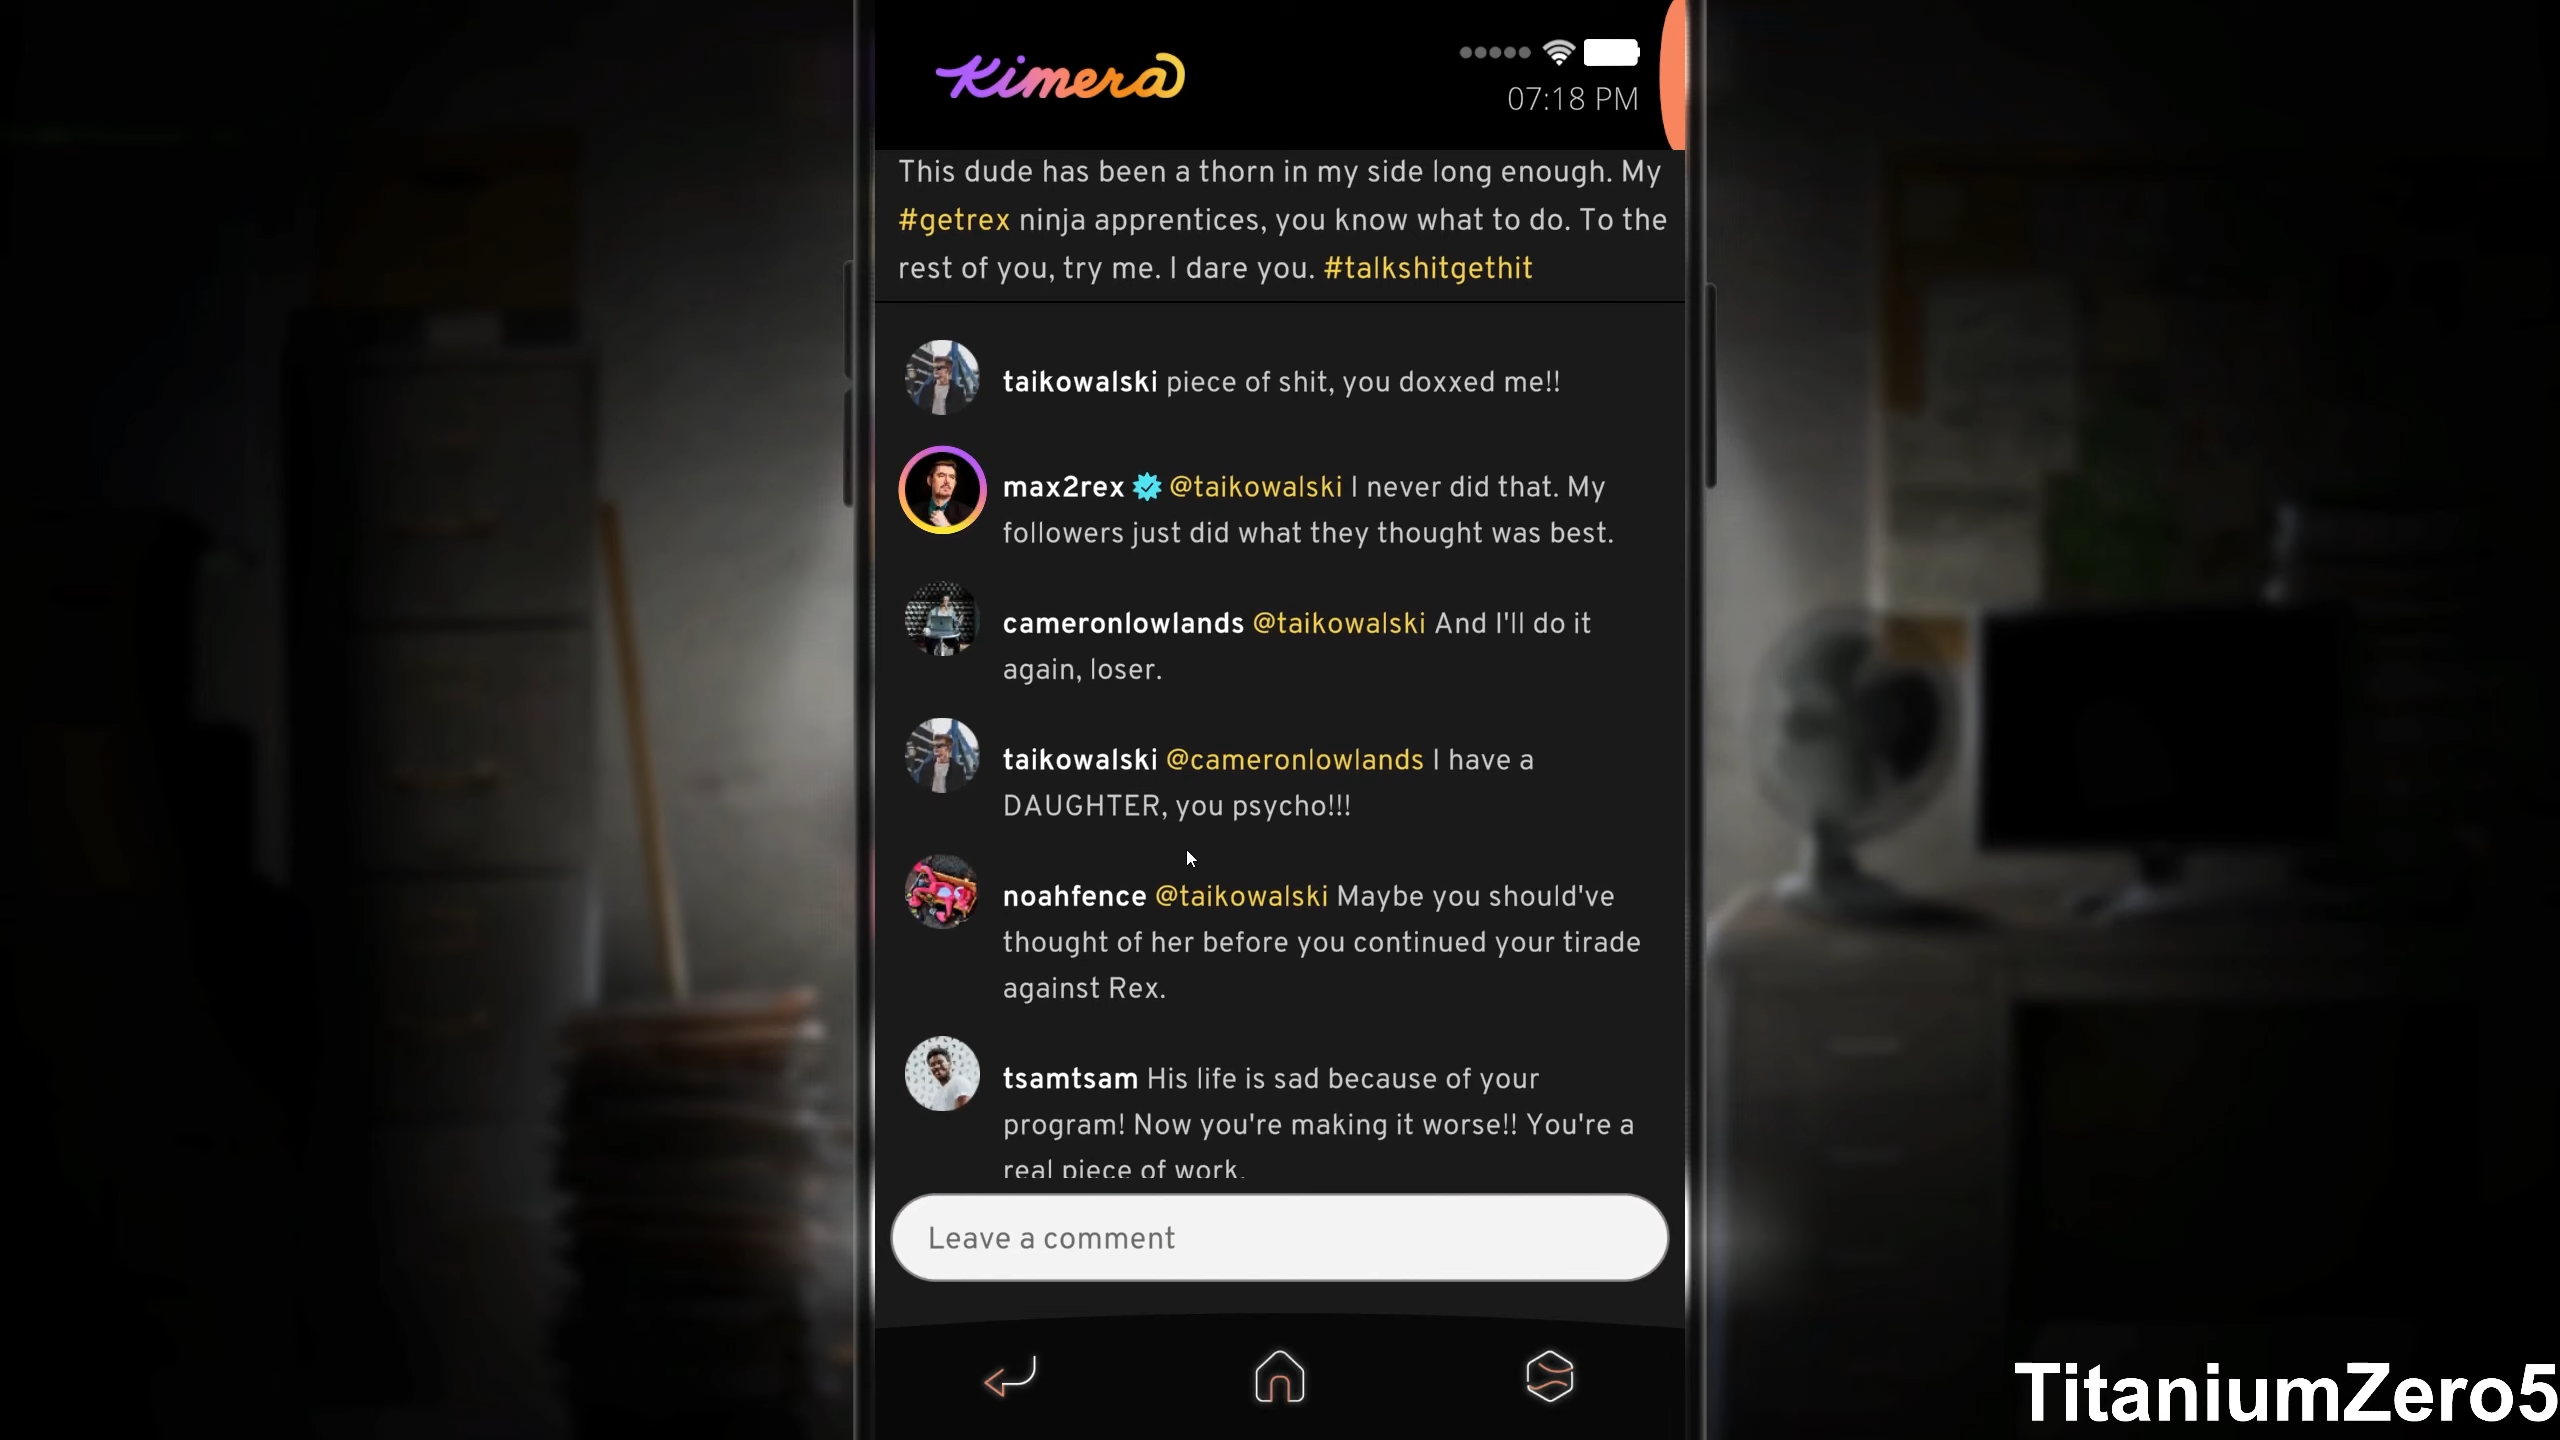 Kimera
07:18 PM
This dude has been a thorn in my side long enough. My
#getrex ninja apprentices, you know what to do. To the
rest of you, try me. I dare you. #talkshitgethit
taikowalski piece of shit, you doxxed me!!
max2rex @taikowalski I never did that. My
followers just did what they thought was best.
cameronlowlands @taikowalski And I'll do it
again, loser.
taikowalski @cameronlowlands I have a
DAUGHTER, you psycho!!!
noahfence @taikowalski Maybe you should've
thought of her before you continued your tirade
against Rex.
tsamtsam His life is sad because of your
program! Now you're making it worse!! You're a
real piece of work.
Leave a comment
TitaniumZero5